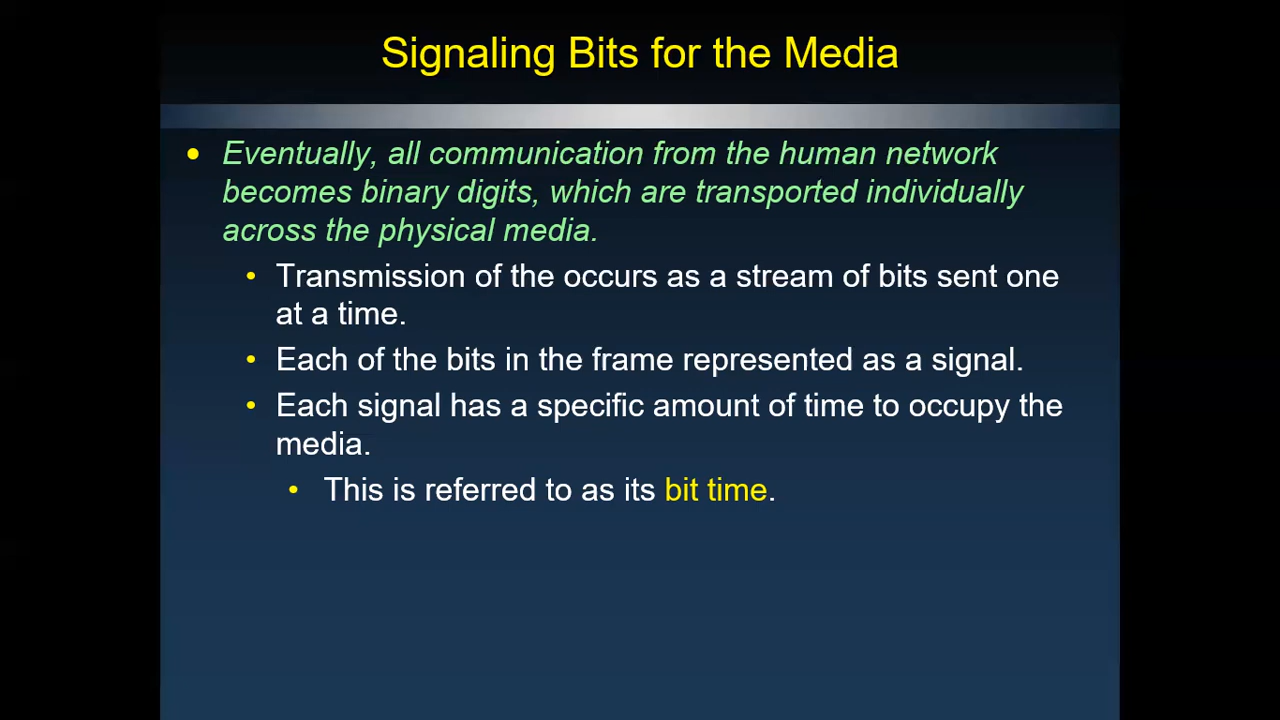 Signaling Bits for the Media
• Eventually, all communication from the human network
becomes binary digits, which are transported individually
across the physical media.
• Transmission of the occurs as a stream of bits sent one
at a time.
• Each of the bits in the frame represented as a signal.
• Each signal has a specific amount of time to occupy the
media.
• This is referred to as its bit time.